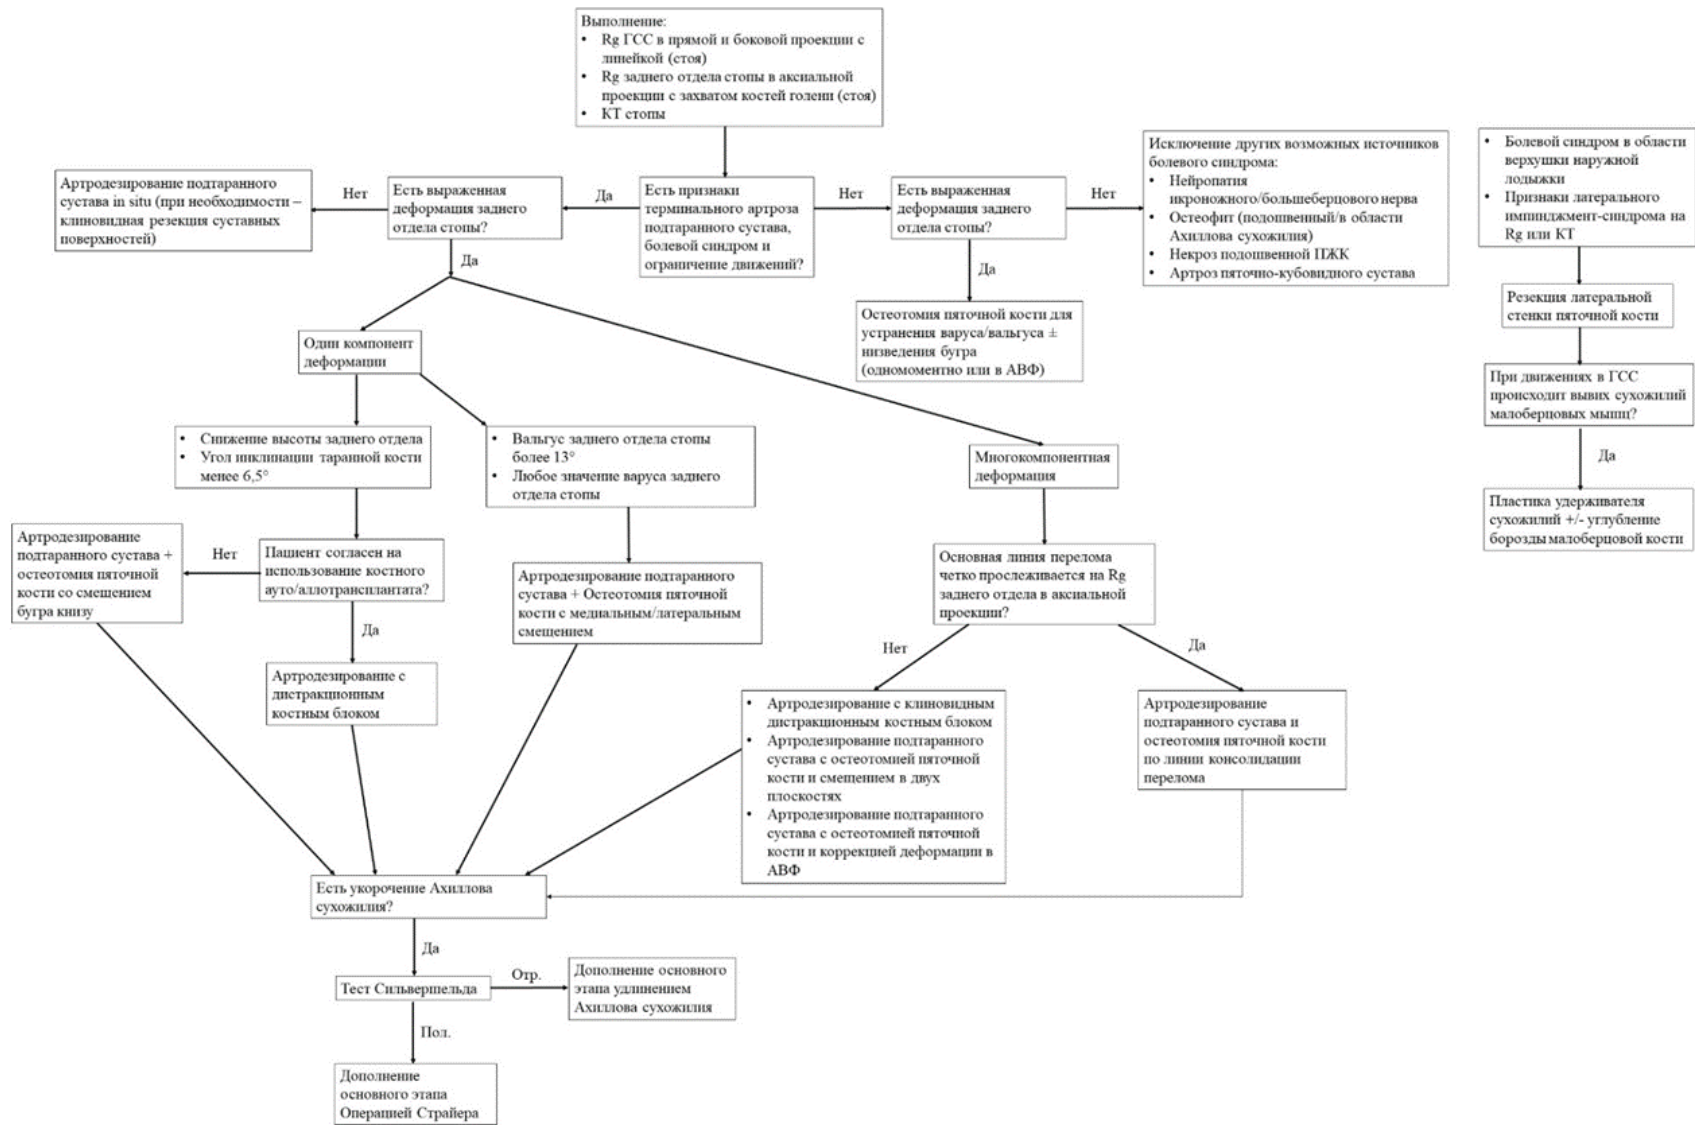 Выполнение:
• Rg ГСС в прямой и боковой проекции с
линейкой (стоя)
• Rg заднего отдела стопы в аксиальной
проекции с захватом костей голени (стоя)
• КТ стопы
Артродезирование подтаранного
сустава in situ (при необходимости –
клиновидная резекция суставных
поверхностей)
Нет
Есть выраженная
деформация заднего
отдела стопы?
Да
Есть признаки
терминального артроза
подтаранного сустава,
болевой синдром и
ограничение движений?
Нет
Есть выраженная
деформация заднего
отдела стопы?
Нет
Исключение других возможных источников
болевого синдрома:
• Нейропатия
икроножного/большеберцового нерва
• Остеофит (подошвенный/в области
Ахиллова сухожилия)
• Некроз подошвенной ПЖК
• Артроз пяточно-кубовидного сустава
• Болевой синдром в области
верхушки наружной
лодыжки
• Признаки латерального
импинджмент-синдрома на
Rg или КТ
Да
Да
Остеотомия пяточной кости для
устранения варуса/вальгуса ±
низведения бугра
(одномоментно или в АВФ)
Резекция латеральной
стенки пяточной кости
Один компонент
деформации
При движениях в ГСС
происходит вывих сухожилий
малоберцовых мышц?
Да
• Снижение высоты заднего отдела
• Угол инклинации таранной кости
менее 6,5°
• Вальгус заднего отдела стопы
более 13°
• Любое значение варуса заднего
отдела стопы
Многокомпонентная
деформация
Пластика удерживателя
сухожилий +/- углубление
борозды малоберцовой кости
Артродезирование
подтаранного сустава +
остеотомия пяточной
кости со смещением
бугра книзу
Нет
Пациент согласен на
использование костного
ауто/аллотрансплантата?
Да
Артродезирование подтаранного
сустава + Остеотомия пяточной
кости с медиальным/латеральным
смещением
Основная линия перелома
четко прослеживается на Rg
заднего отдела в аксиальной
проекции?
Нет
Да
Артродезирование с
дистракционным
костным блоком
• Артродезирование с клиновидным
дистракционным костным блоком
• Артродезирование подтаранного
сустава с остеотомией пяточной
кости и смещением в двух
плоскостях
• Артродезирование подтаранного
сустава с остеотомией пяточной
кости и коррекцией деформации в
АВФ
Артродезирование
подтаранного сустава и
остеотомия пяточной кости
по линии консолидации
перелома
Есть укорочение Ахиллова
сухожилия?
Да
Тест Сильверпельда
Отр.
Дополнение основного
этапа удлинением
Ахиллова сухожилия
Пол.
Дополнение
основного этапа
Операцией Страйера